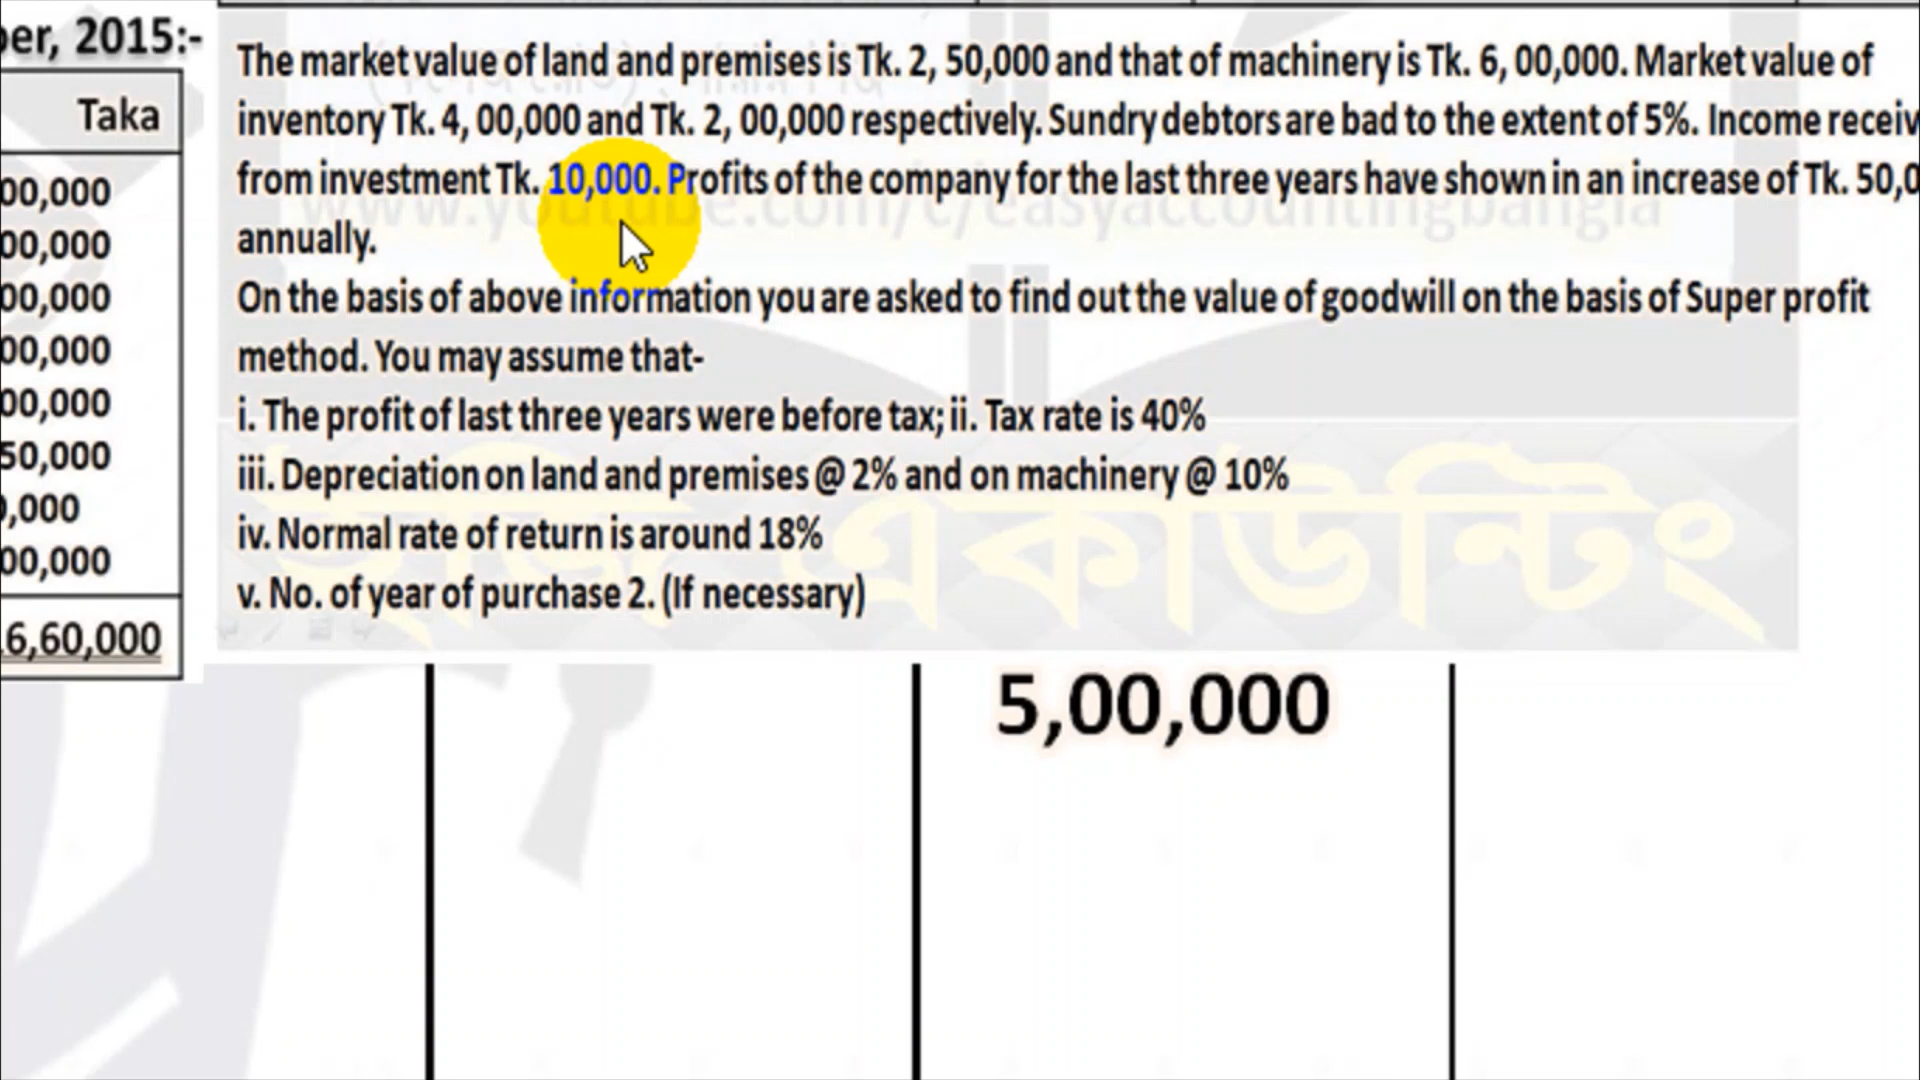 2015:-
Taka
00,000
00,000
00,000
00,000
00,000
50,000
,000
00,000
6,60,000
The market value of land and premises is Tk. 2, 50,000 and that of machinery is Tk. 6, 00,000. Market value of
inventory Tk. 4, 00,000 and Tk. 2, 00,000 respectively. Sundry debtors are bad to the extent of 5%. Income receiv
from investment Tk. 10,000. Profits of the company for the last three years have shown in an increase of Tk. 50,0
annually.
On the basis of above information you are asked to find out the value of goodwill on the basis of Super profit
method. You may assume that-
i. The profit of last three years were before tax; ii. Tax rate is 40%
iii. Depreciation on land and premises @ 2% and on machinery @ 10%
iv. Normal rate of return is around 18%
v. No. of year of purchase 2. (If necessary)
www.youtube.com/c/easyaccountingbangla
ইজি একাউন্টিং
5,00,000